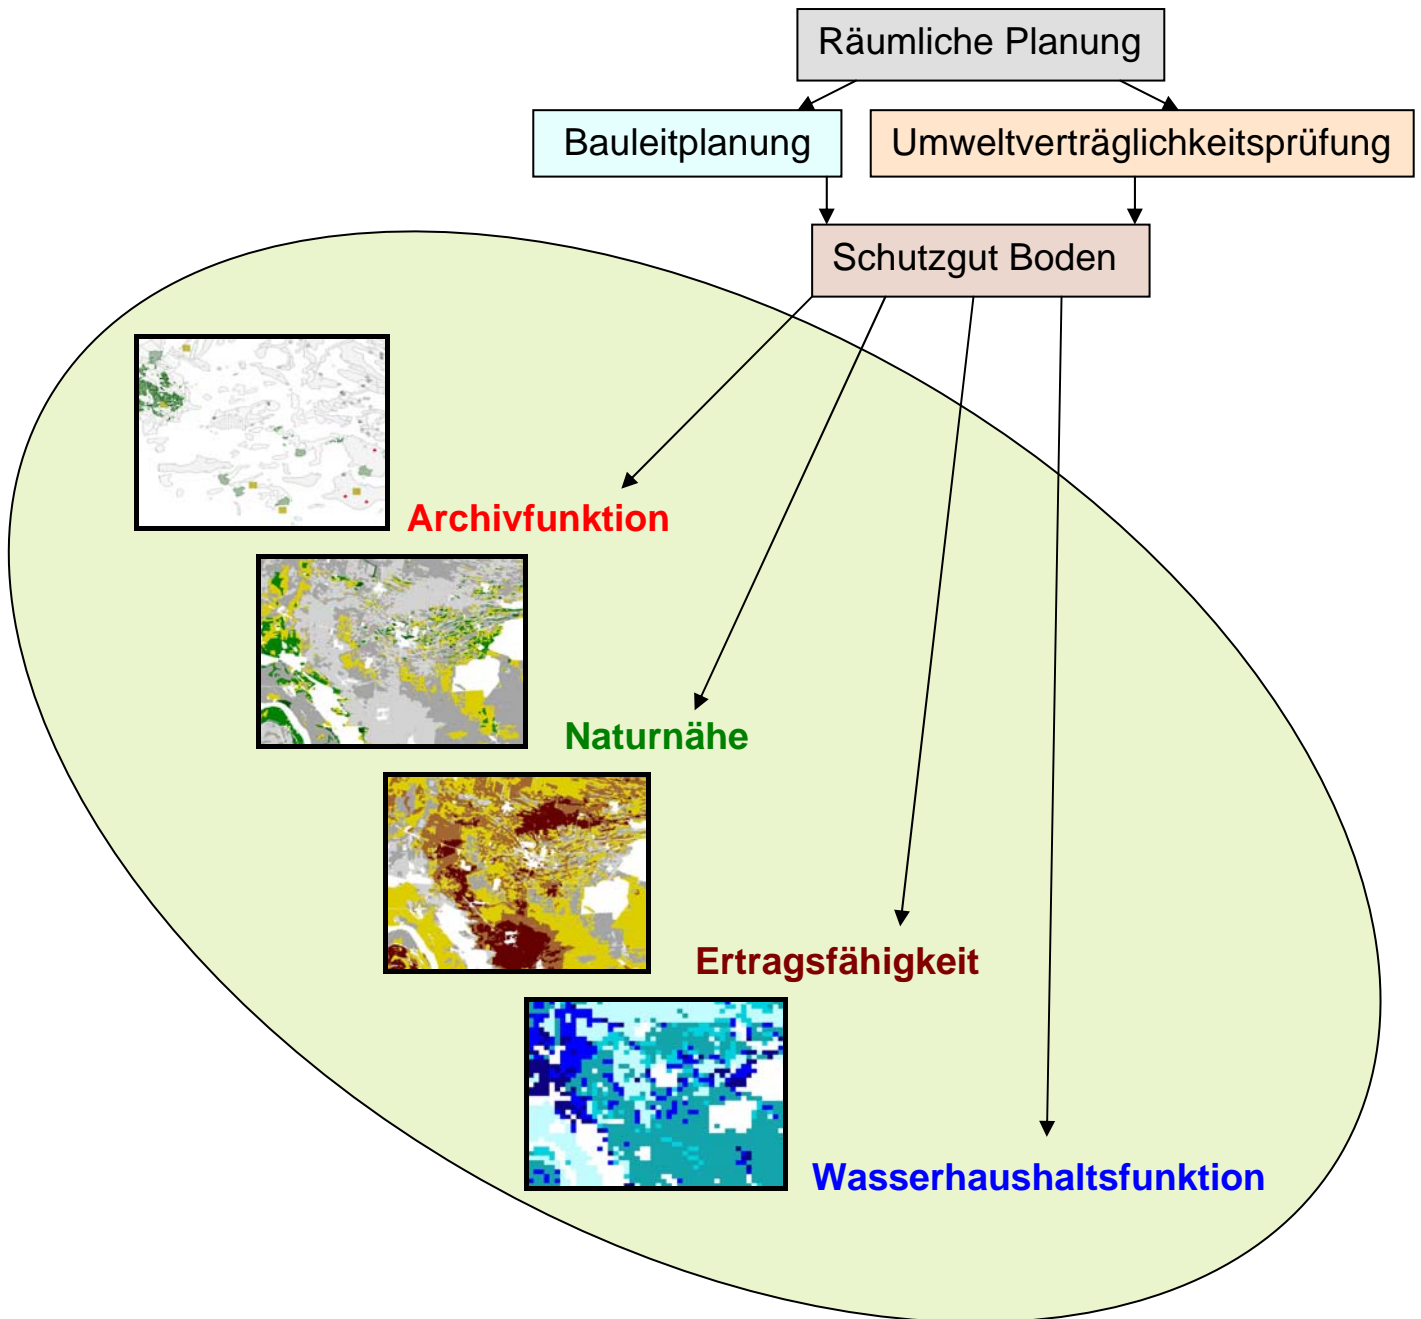 Räumliche Planung
Bauleitplanung
Umweltverträglichkeitsprüfung
Schutzgut Boden
Archivfunktion
Naturnähe
Ertragsfähigkeit
Wasserhaushaltsfunktion